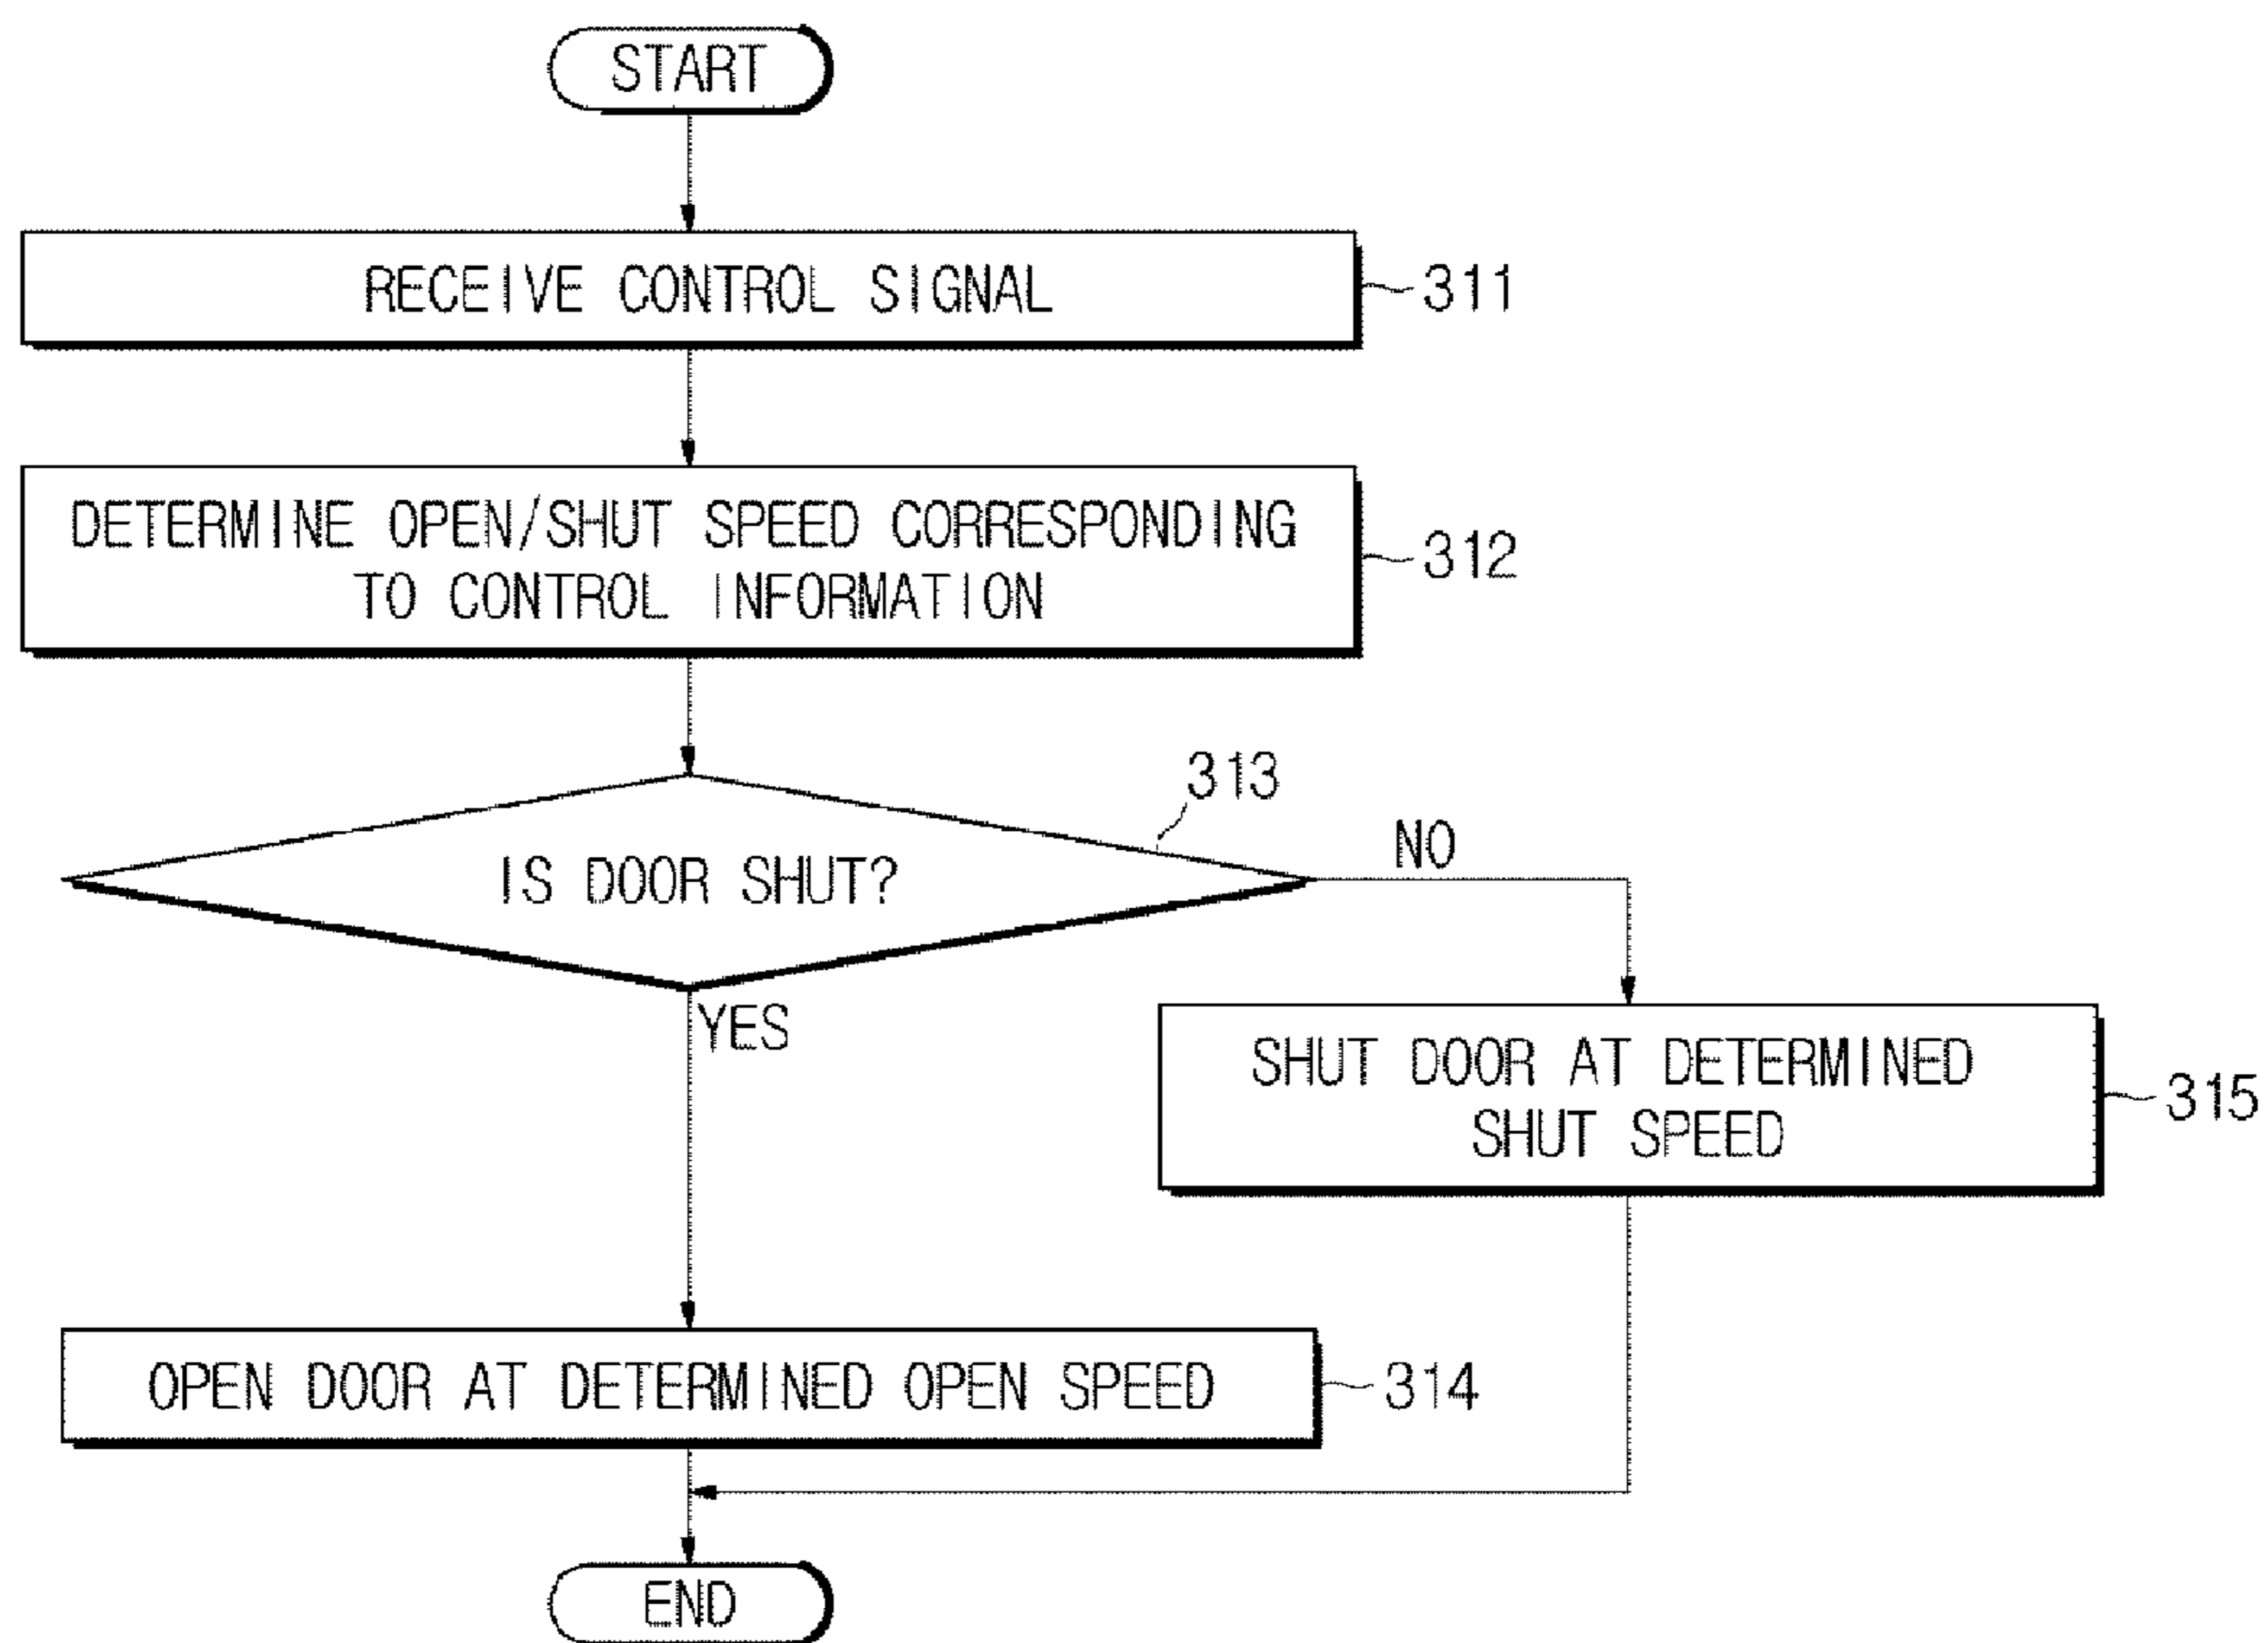 START
RECEIVE CONTROL SIGNAL
311
DETERMINE OPEN/SHUT SPEED CORRESPONDING
TO CONTROL INFORMATION
312
313
IS DOOR SHUT?
NO
YES
SHUT DOOR AT DETERMINED
SHUT SPEED
315
OPEN DOOR AT DETERMINED OPEN SPEED
314
END